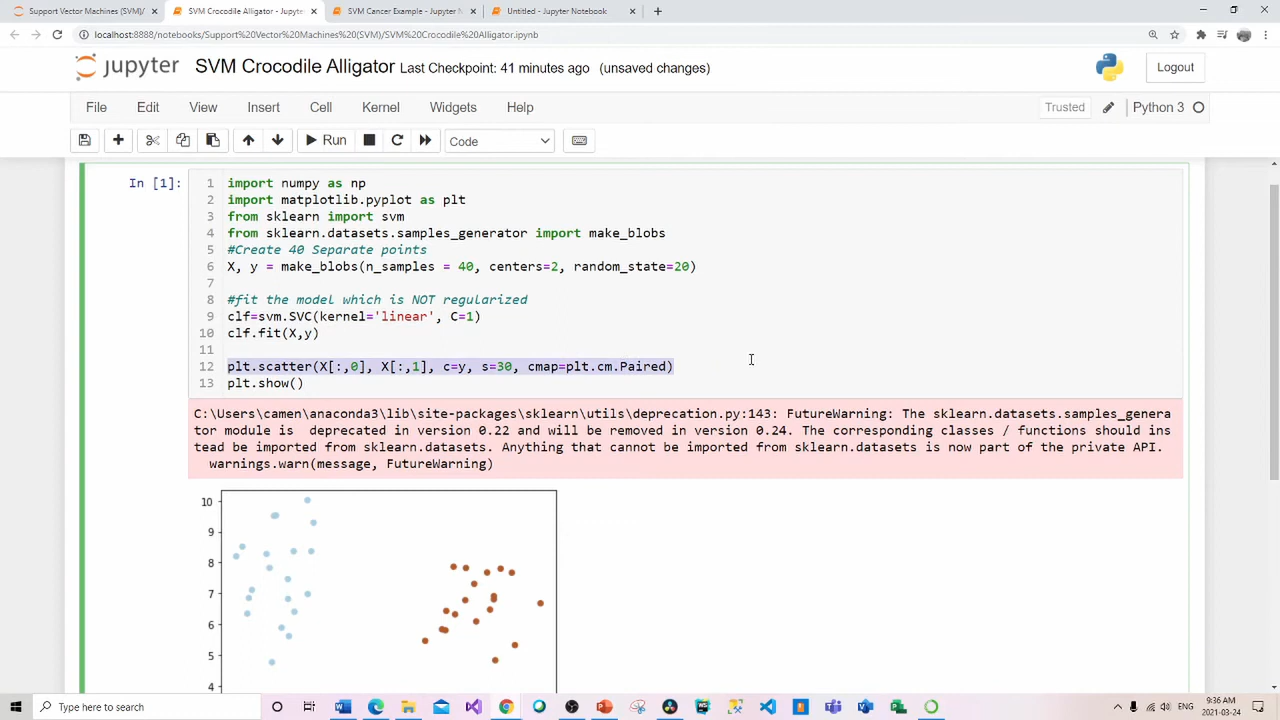 Support Vector Machines (SVM)/
SVM Crocodile Alligator - Jupyter
SVM Cancer Example - Jupyter N
Untitled - Jupyter Notebook
localhost:8888/notebooks/Support%20Vector%20Machines%20(SVM)/SVM%20Crocodile%20Alligator.ipynb
jupyter SVM Crocodile Alligator Last Checkpoint: 41 minutes ago (unsaved changes)
Logout
File Edit View Insert Cell Kernel Widgets Help
Trusted
Python 3
Run
Code
In [1]:
1 import numpy as np
2 import matplotlib.pyplot as plt
3 from sklearn import svm
4 from sklearn.datasets.samples_generator import make_blobs
5 #Create 40 Separate points
6 X, y = make_blobs(n_samples = 40, centers=2, random_state=20)
7
8 #fit the model which is NOT regularized
9 clf=svm.SVC(kernel='linear', C=1)
10 clf.fit(X,y)
11
12 plt.scatter(X[:,0], X[:,1], c=y, s=30, cmap=plt.cm.Paired)
13 plt.show()
C:\Users\camen\anaconda3\lib\site-packages\sklearn\utils\deprecation.py:143: FutureWarning: The sklearn.datasets.samples_genera
tor module is  deprecated in version 0.22 and will be removed in version 0.24. The corresponding classes / functions should ins
tead be imported from sklearn.datasets. Anything that cannot be imported from sklearn.datasets is now part of the private API.
warnings.warn(message, FutureWarning)
10
9
8
7
6
5
4
Type here to search
9:36 AM
2021-03-24